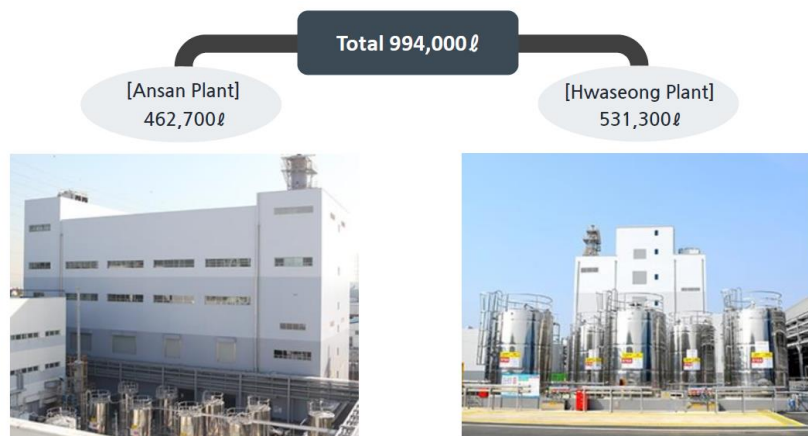 Total 994,000ℓ
[Ansan Plant]
462,700ℓ
[Hwaseong Plant]
531,300ℓ